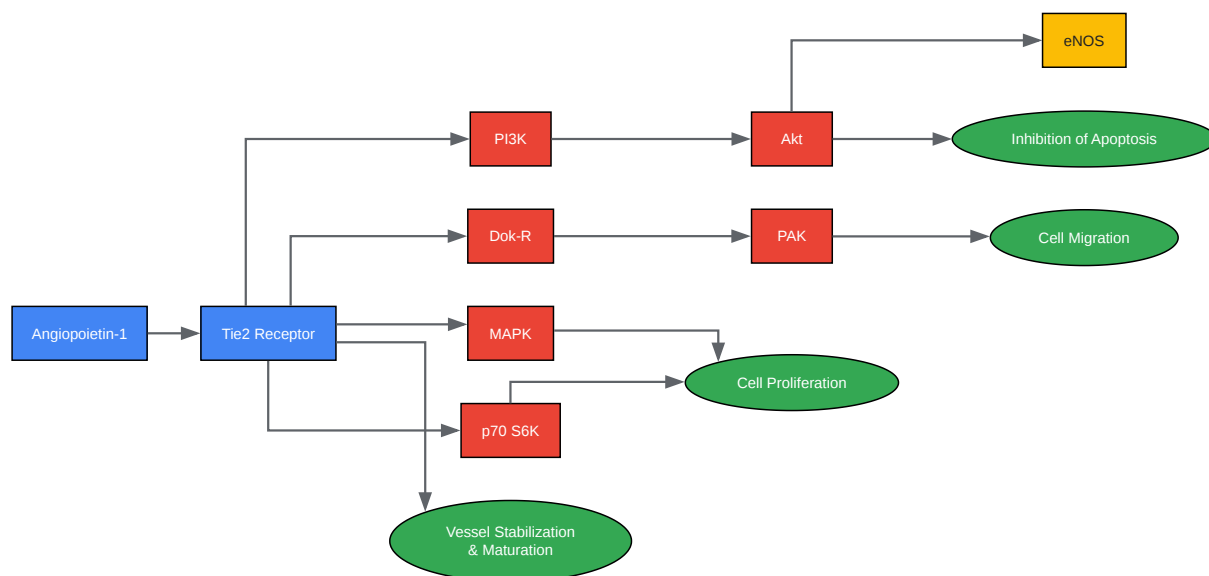 eNOS
PI3K
Akt
Inhibition of Apoptosis
Dok-R
PAK
Cell Migration
Angiopoietin-1
Tie2 Receptor
MAPK
Cell Proliferation
p70 S6K
Vessel Stabilization
& Maturation